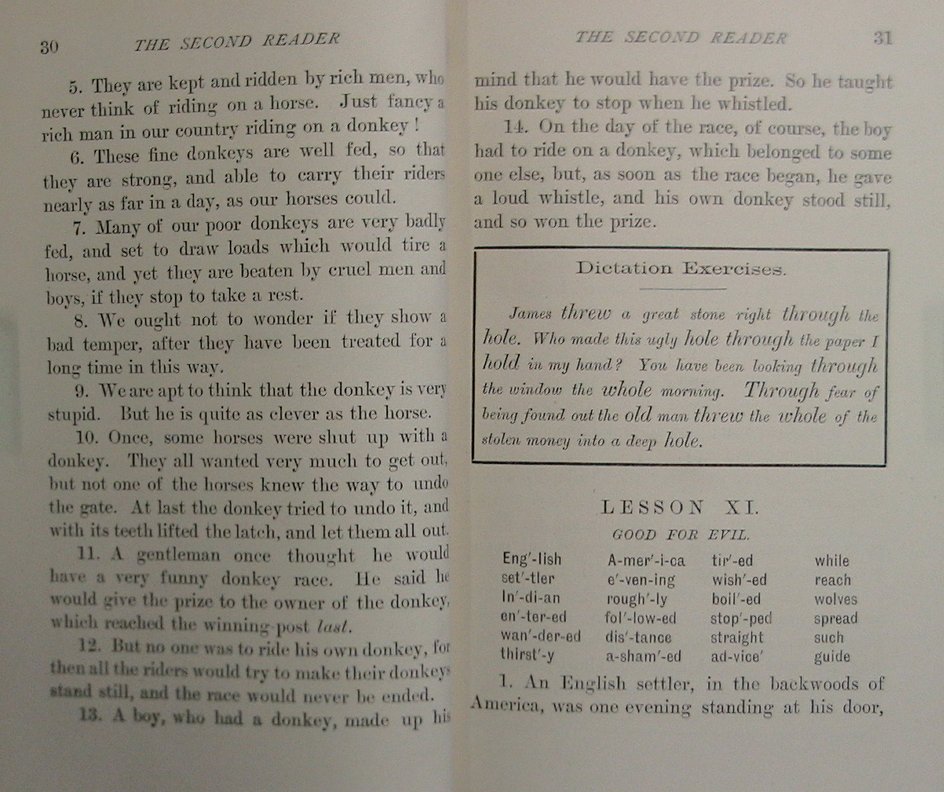 30 THE SECOND READER
5. They are kept and ridden by rich men, who
never think of riding on a horse. Just fancy a
rich man in our country riding on a donkey!
6. These fine donkeys are well fed, so that
they are strong, and able to carry their riders
nearly as far in a day, as our horses could.
7. Many of our poor donkeys are very badly
fed, and set to draw loads which would tire a
horse, and yet they are beaten by cruel men and
boys, if they stop to take a rest.
8. We ought not to wonder if they show a
bad temper, after they have been treated for a
long time in this way.
9. We are apt to think that the donkey is very
stupid. But he is quite as clever as the horse.
10. Once, some horses were shut up with a
donkey. They all wanted very much to get out,
but not one of the horses knew the way to undo
the gate. At last the donkey tried to undo it, and
with its teeth lifted the latch, and let them all out.
11. A gentleman once thought he would
have a very funny donkey race. He said he
would give the prize to the owner of the donkey,
which reached the winning-post last.
12. But no one was to ride his own donkey, for
then all the riders would try to make their donkeys
stand still, and the race would never be ended.
13. A boy, who had a donkey, made up his
THE SECOND READER 31
mind that he would have the prize. So he taught
his donkey to stop when he whistled.
14. On the day of the race, of course, the boy
had to ride on a donkey, which belonged to some
one else, but, as soon as the race began, he gave
a loud whistle, and his own donkey stood still,
and so won the prize.
Dictation Exercises.
James threw a great stone right through the
hole. Who made this ugly hole through the paper I
hold in my hand? You have been looking through
the window the whole morning. Through fear of
being found out the old man threw the whole of the
stolen money into a deep hole.
LESSON XI.
GOOD FOR EVIL.
Eng'-lish A-mer'-i-ca tir'-ed while
set'-tler e'-ven-ing wish'-ed reach
In'-di-an rough'-ly boil'-ed wolves
en'-ter-ed fol'-low-ed stop'-ped spread
wan'-der-ed dis'-tance straight such
thirst'-y a-sham'-ed ad-vice' guide
1. An English settler, in the backwoods of
America, was one evening standing at his door,